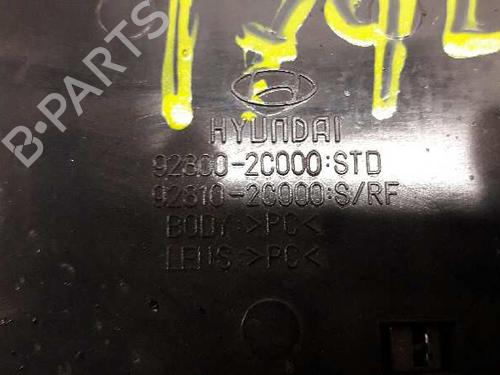 HYUNDAI
92800-2C000:STD
92810-2C000:S/RF
BODY:>PC<
LENS:>PC<
B-PARTS